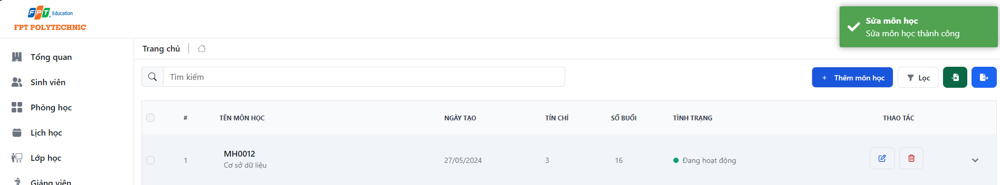 FPT Education
FPT POLYTECHNIC
Sửa môn học
Sửa môn học thành công
Tổng quan
Sinh viên
Phòng học
Lịch học
Lớp học
Giảng viên
Trang chủ
Tìm kiếm
+ Thêm môn học
Lọc
# TÊN MÔN HỌC NGÀY TẠO TÍN CHỈ SỐ BUỔI TÌNH TRẠNG THAO TÁC
1 MH0012 27/05/2024 3 16 Đang hoạt động
Cơ sở dữ liệu